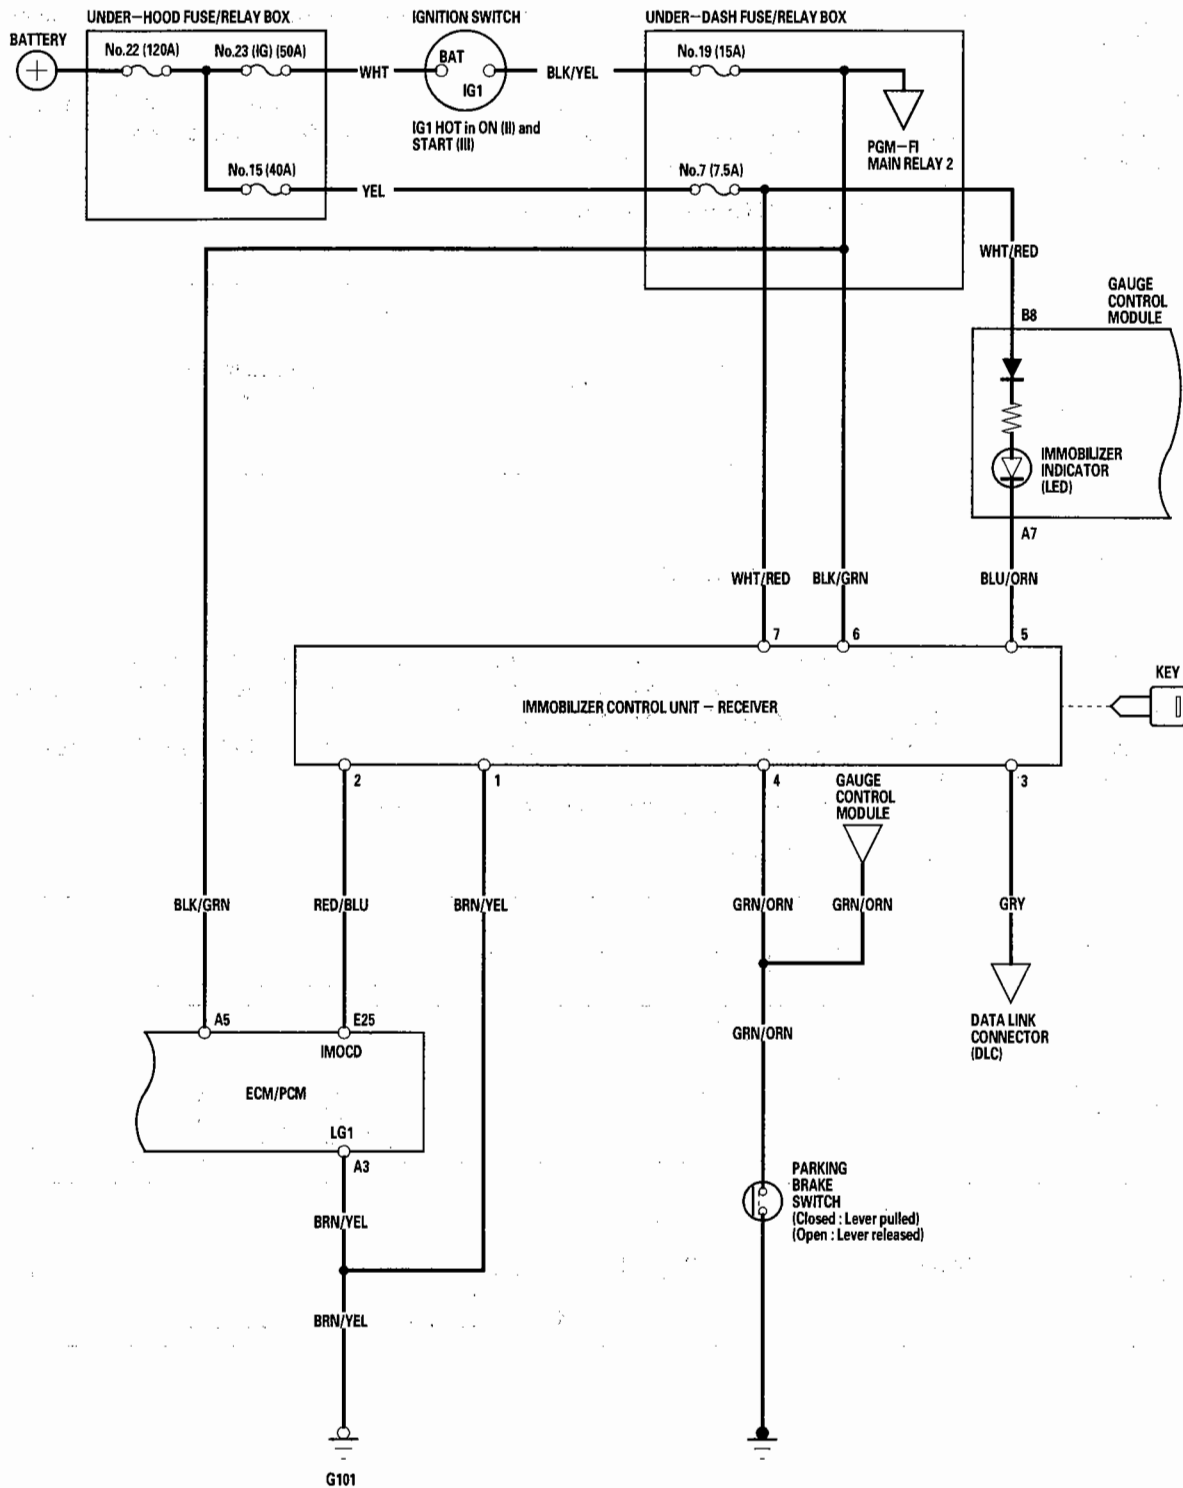 UNDER-HOOD FUSE/RELAY BOX
IGNITION SWITCH
UNDER-DASH FUSE/RELAY BOX
BATTERY
No.22 (120A)
No.23 (IG) (50A)
WHT
BAT
IG1
BLK/YEL
No.19 (15A)
IG1 HOT in ON (II) and
START (III)
PGM-FI
MAIN RELAY 2
No.15 (40A)
YEL
No.7 (7.5A)
WHT/RED
GAUGE
CONTROL
MODULE
B8
IMMOBILIZER
INDICATOR
(LED)
A7
WHT/RED
BLK/GRN
BLU/ORN
7
6
5
IMMOBILIZER CONTROL UNIT - RECEIVER
KEY
2
1
4
3
GAUGE
CONTROL
MODULE
BLK/GRN
RED/BLU
BRN/YEL
GRN/ORN
GRN/ORN
GRY
A5
E25
IMOCD
ECM/PCM
LG1
A3
GRN/ORN
DATA LINK
CONNECTOR
(DLC)
PARKING
BRAKE
SWITCH
(Closed : Lever pulled)
(Open : Lever released)
BRN/YEL
BRN/YEL
G101